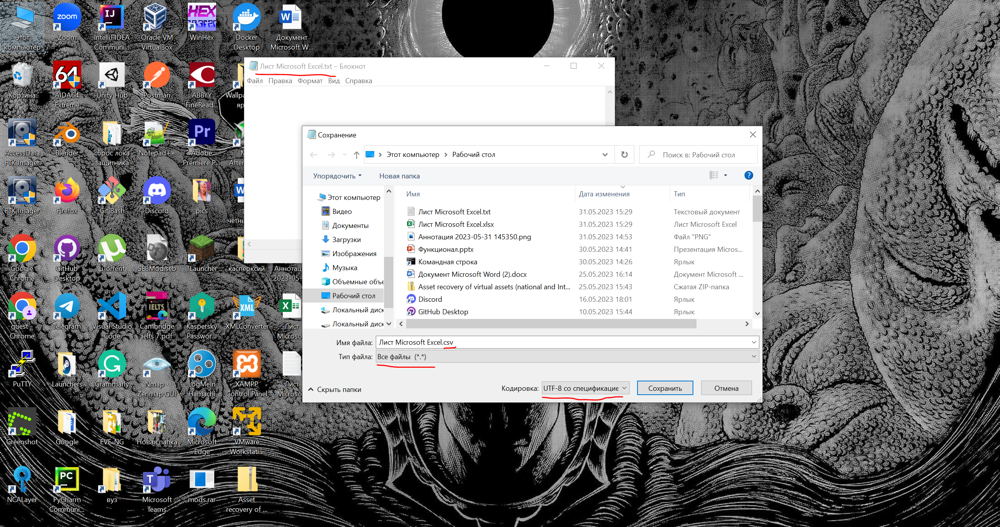 Этот
компьютер
Zoom
zoom
IntelliJ IDEA
Communi...
IJ
Oracle VM
VirtualBox
WinHex
HEX
Docker
Desktop
Документ
Microsoft W...
W
Корзина
AIDA64
Extreme
64
Unity Hub
Postman
ABBYY
FineRead...
Wallpa
яр
AccessData
FTK Imager
Blender
сброс лока
защитника
Notepad++
Adobe
Premiere P...
Pr
After
FTK Imager
Firefox
Git Bash
Discord
pics
четны
Google
Chrome
GitHub
Desktop
µTorrent
SEBMod.seb
TLauncher
касперксий
Аннотац
2023-05-
guest -
Chrome
Telegram
Visual Studio
Code
Cambridge
ielts 7.pdf
IELTS
Kaspersky
Passwor...
XMLConverter
XML
Лист
Microso
X
PuTTY
Launchers
Grammarly
Nmap -
Zenmap GUI
LogMeIn
Hamachi
XAMPP
Control Panel
Лист
Microso
Greenshot
Google
EVE-NG
Новая папка
Microsoft
Edge
VMware
Workstati...
NCALayer
PyCharm
Communi...
PC
вуз
Microsoft
Teams
T
mods.rar
Asset
recovery of ...
Лист Microsoft Excel.txt – Блокнот
Файл Правка Формат Вид Справка
Сохранение
Этот компьютер › Рабочий стол
Поиск в: Рабочий стол
Упорядочить
Новая папка
?
Этот компьютер
Видео
Документы
Загрузки
Изображения
Музыка
Объемные объе
Рабочий стол
Локальный диск
Локальный диск
Имя Дата изменения Тип
Лист Microsoft Excel.txt 31.05.2023 15:29 Текстовый документ
Лист Microsoft Excel.xlsx 31.05.2023 15:29 Лист Microsoft Excel
Аннотация 2023-05-31 145350.png 31.05.2023 14:53 Файл "PNG"
Функционал.pptx 30.05.2023 14:41 Презентация Micros...
Командная строка 30.05.2023 14:26 Ярлык
Документ Microsoft Word (2).docx 25.05.2023 16:14 Документ Microsoft ...
Asset recovery of virtual assets (national and Int... 25.05.2023 15:43 Сжатая ZIP-папка
Discord 16.05.2023 18:01 Ярлык
GitHub Desktop 10.05.2023 15:44 Ярлык
Имя файла: Лист Microsoft Excel.csv
Тип файла: Все файлы (*.*)
Скрыть папки
Кодировка: UTF-8 со спецификацие
Сохранить
Отмена